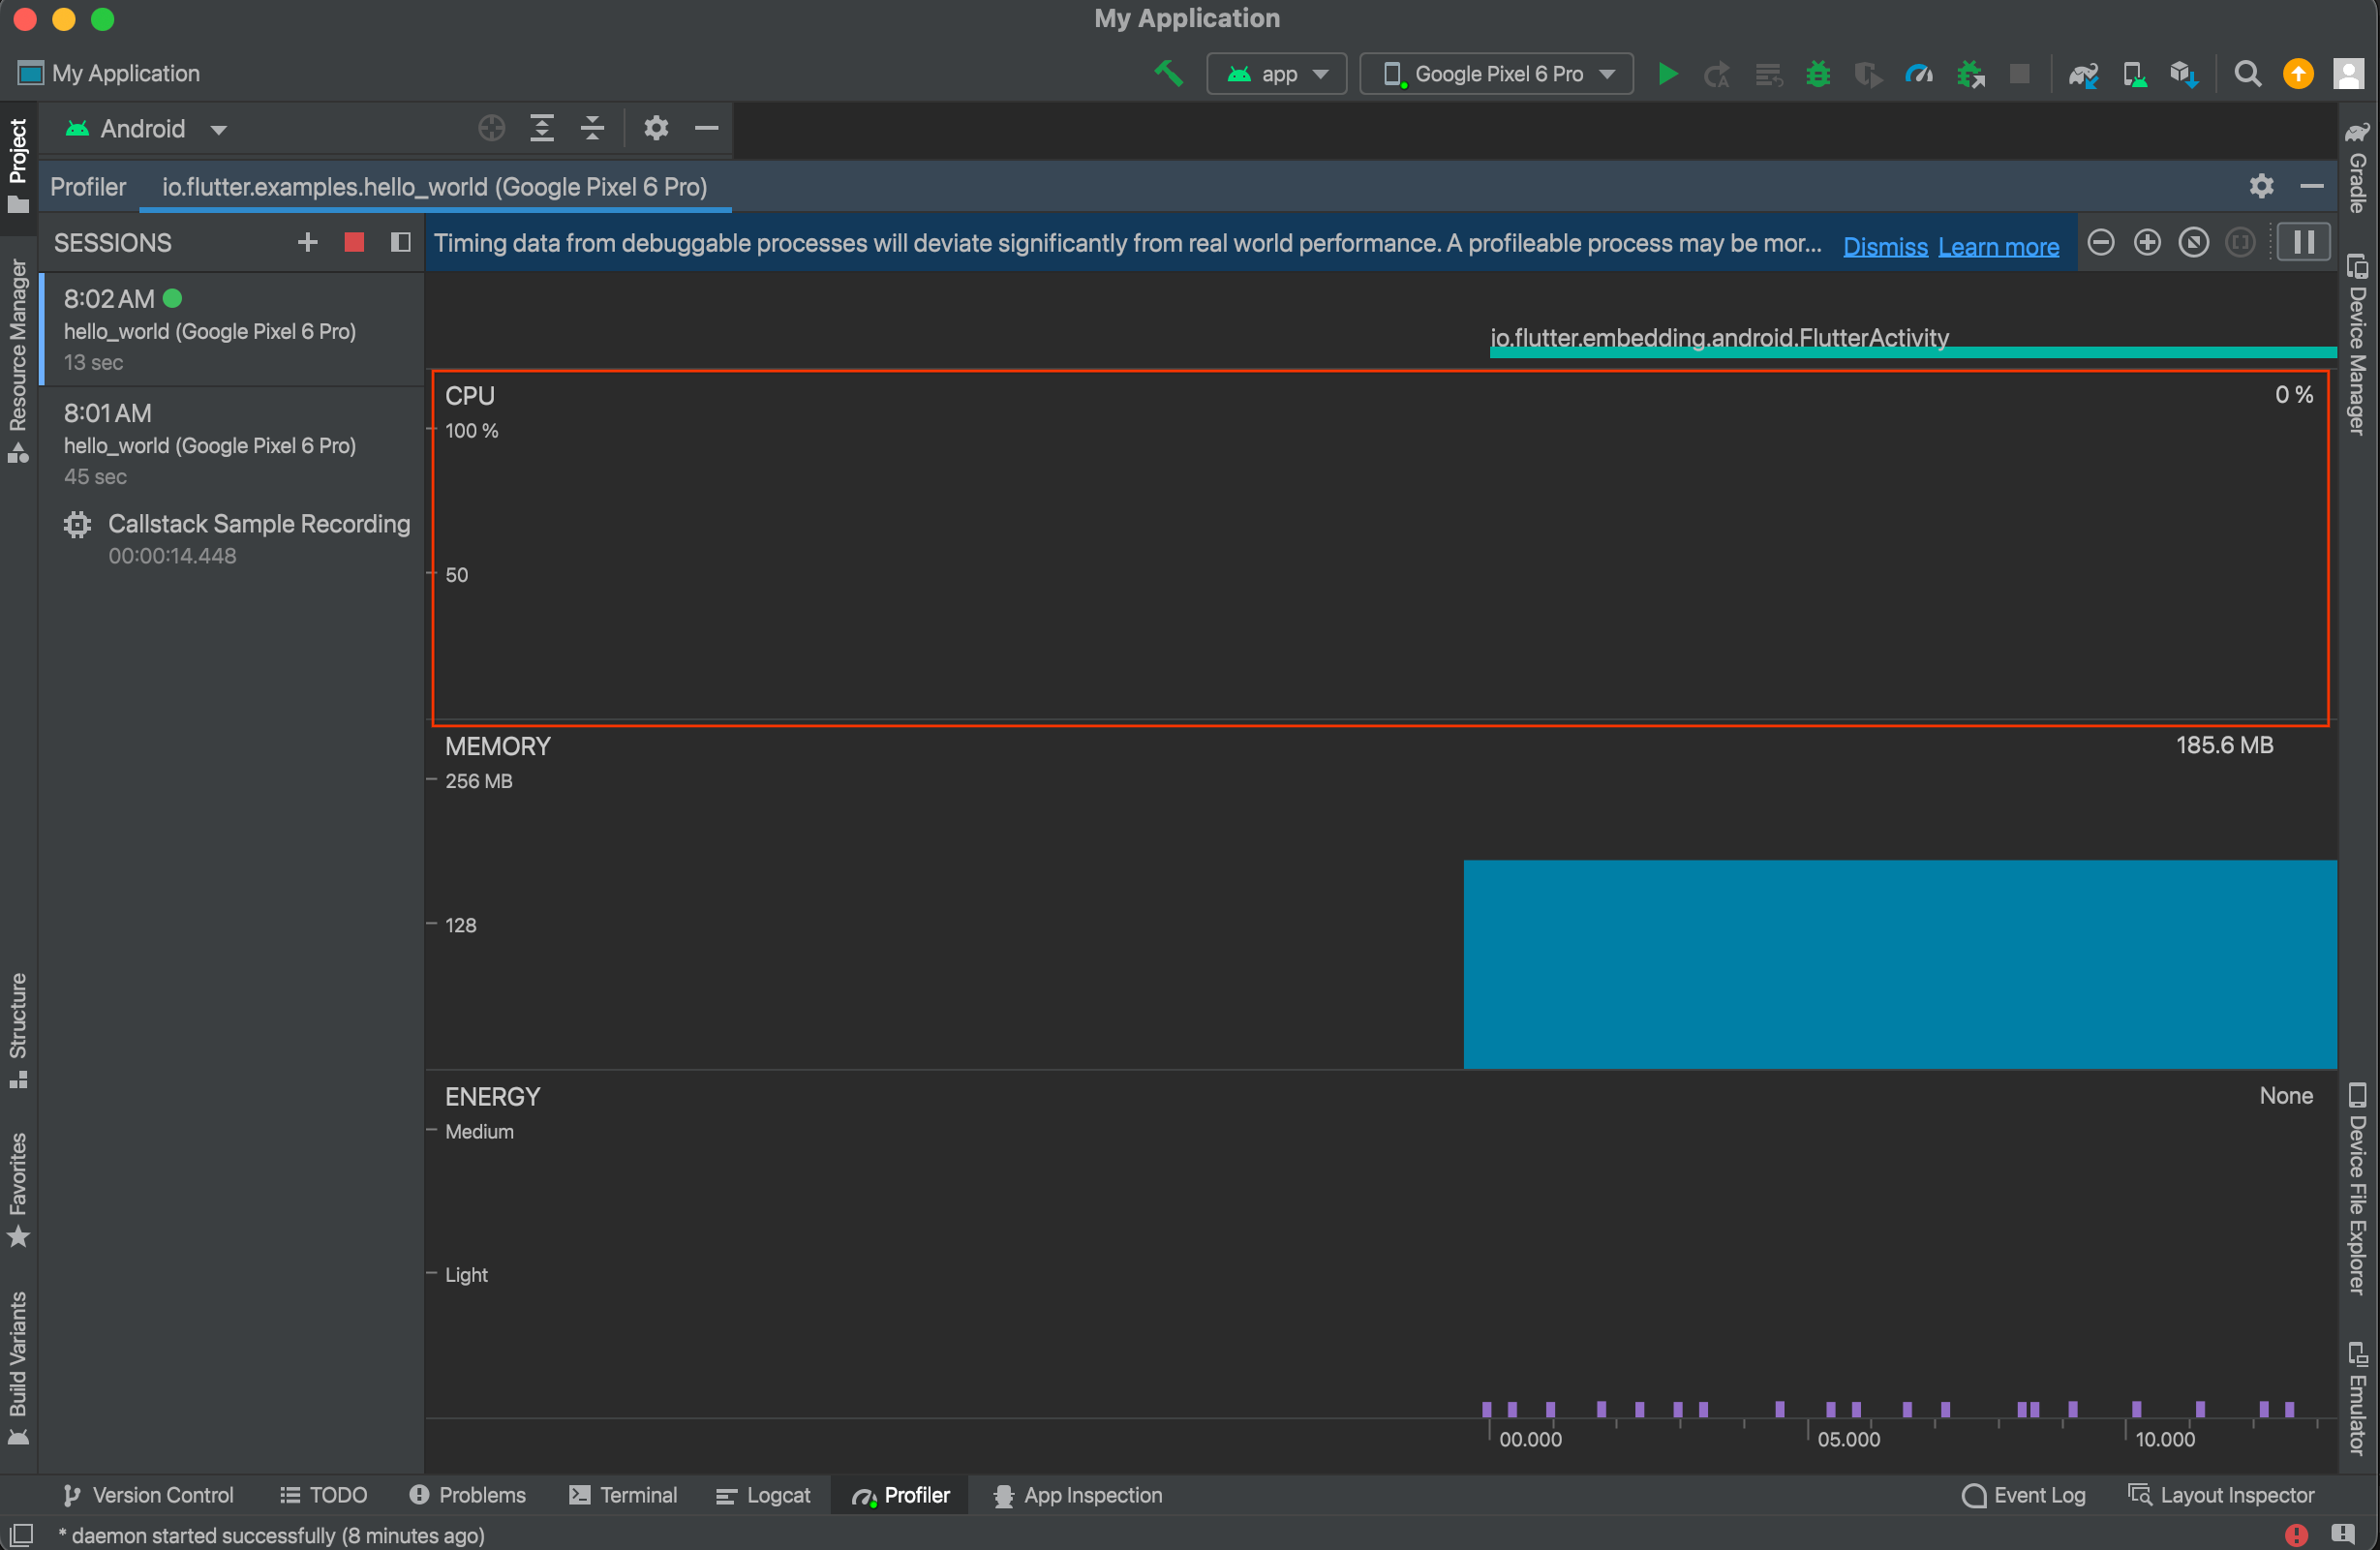 My Application
My Application
app
Google Pixel 6 Pro
Project
Android
Profiler
io.flutter.examples.hello_world (Google Pixel 6 Pro)
SESSIONS
Timing data from debuggable processes will deviate significantly from real world performance. A profileable process may be mor...
Dismiss
Learn more
8:02 AM
hello_world (Google Pixel 6 Pro)
13 sec
8:01 AM
hello_world (Google Pixel 6 Pro)
45 sec
Callstack Sample Recording
00:00:14.448
io.flutter.embedding.android.FlutterActivity
CPU
0 %
100 %
50
MEMORY
185.6 MB
256 MB
128
ENERGY
None
Medium
Light
00.000
05.000
10.000
Resource Manager
Structure
Favorites
Build Variants
Gradle
Device Manager
Device File Explorer
Emulator
Version Control
TODO
Problems
Terminal
Logcat
Profiler
App Inspection
Event Log
Layout Inspector
* daemon started successfully (8 minutes ago)